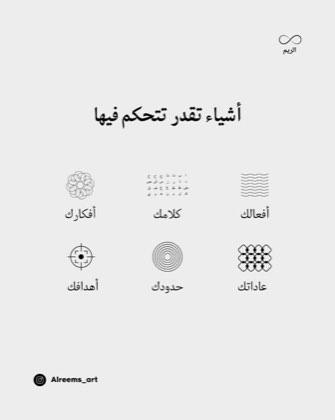 الريم
أشياء تقدر تتحكم فيها
أفعالك
كلامك
أفكارك
عاداتك
حدودك
أهدافك
Alreems_art